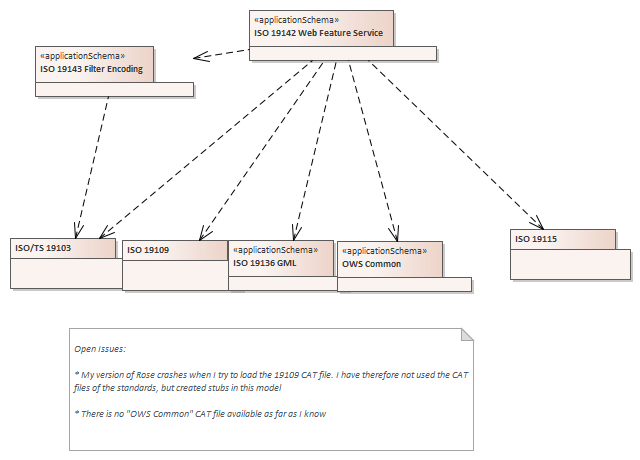 «applicationSchema»
ISO 19142 Web Feature Service
«applicationSchema»
ISO 19143 Filter Encoding
ISO/TS 19103
ISO 19109
«applicationSchema»
ISO 19136 GML
«applicationSchema»
OWS Common
ISO 19115
Open Issues:
* My version of Rose crashes when I try to load the 19109 CAT file. I have therefore not used the CAT
files of the standards, but created stubs in this model
* There is no "OWS Common" CAT file available as far as I know